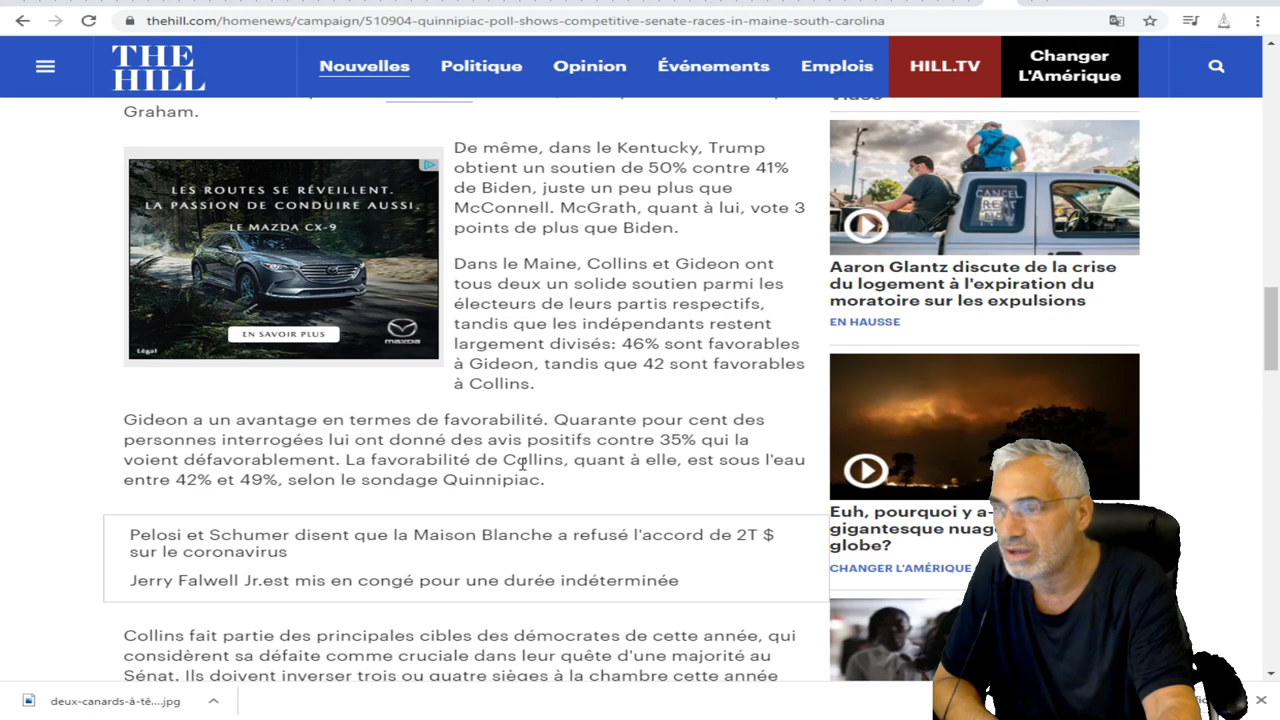 thehill.com/homenews/campaign/510904-quinnipiac-poll-shows-competitive-senate-races-in-maine-south-carolina
THE
HILL
Nouvelles
Politique
Opinion
Événements
Emplois
HILL.TV
Changer
L'Amérique
Graham.
LES ROUTES SE RÉVEILLENT.
LA PASSION DE CONDUIRE AUSSI.
LE MAZDA CX-9
EN SAVOIR PLUS
mazda
Légal
De même, dans le Kentucky, Trump
obtient un soutien de 50% contre 41%
de Biden, juste un peu plus que
McConnell. McGrath, quant à lui, vote 3
points de plus que Biden.
Dans le Maine, Collins et Gideon ont
tous deux un solide soutien parmi les
électeurs de leurs partis respectifs,
tandis que les indépendants restent
largement divisés: 46% sont favorables
à Gideon, tandis que 42 sont favorables
à Collins.
Gideon a un avantage en termes de favorabilité. Quarante pour cent des
personnes interrogées lui ont donné des avis positifs contre 35% qui la
voient défavorablement. La favorabilité de Collins, quant à elle, est sous l'eau
entre 42% et 49%, selon le sondage Quinnipiac.
Pelosi et Schumer disent que la Maison Blanche a refusé l'accord de 2T $
sur le coronavirus
Jerry Falwell Jr.est mis en congé pour une durée indéterminée
Collins fait partie des principales cibles des démocrates de cette année, qui
considèrent sa défaite comme cruciale dans leur quête d'une majorité au
Sénat. Ils doivent inverser trois ou quatre sièges à la chambre cette année
Vidéo
CANCEL
RE
Aaron Glantz discute de la crise
du logement à l'expiration du
moratoire sur les expulsions
EN HAUSSE
Euh, pourquoi y a-
gigantesque nuag
globe?
CHANGER L'AMÉRIQUE
deux-canards-à-tê....jpg